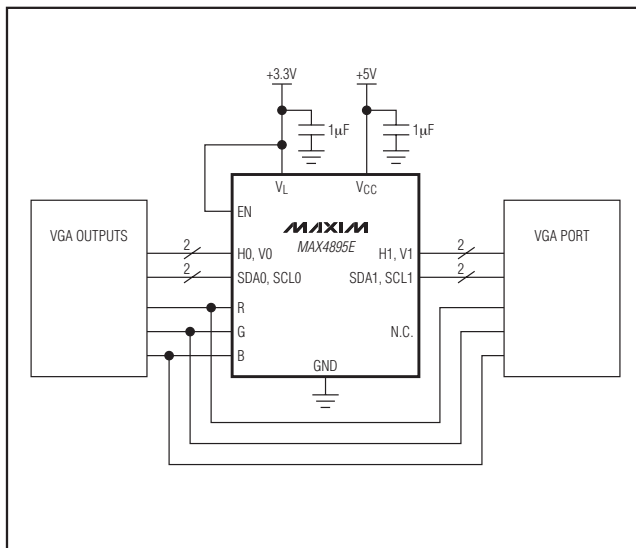 +3.3V
+5V
1µF
1µF
VL
VCC
EN
MAXIM
MAX4895E
VGA OUTPUTS
VGA PORT
2
H0, V0
H1, V1
2
2
SDA0, SCL0
SDA1, SCL1
2
R
G
N.C.
B
GND